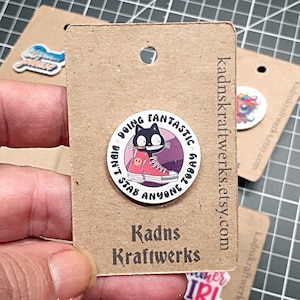 DOING FANTASTIC
DIDN'T STAB ANYONE TODAY
Kadns
Kraftwerks
kadnskraftwerks.etsy.com